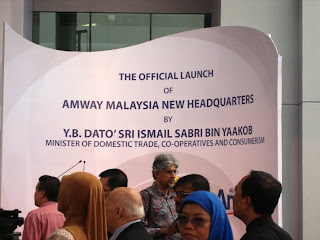 THE OFFICIAL LAUNCH
OF
AMWAY MALAYSIA NEW HEADQUARTERS
BY
Y.B. DATO' SRI ISMAIL SABRI BIN YAAKOB
MINISTER OF DOMESTIC TRADE, CO-OPERATIVES AND CONSUMERISM